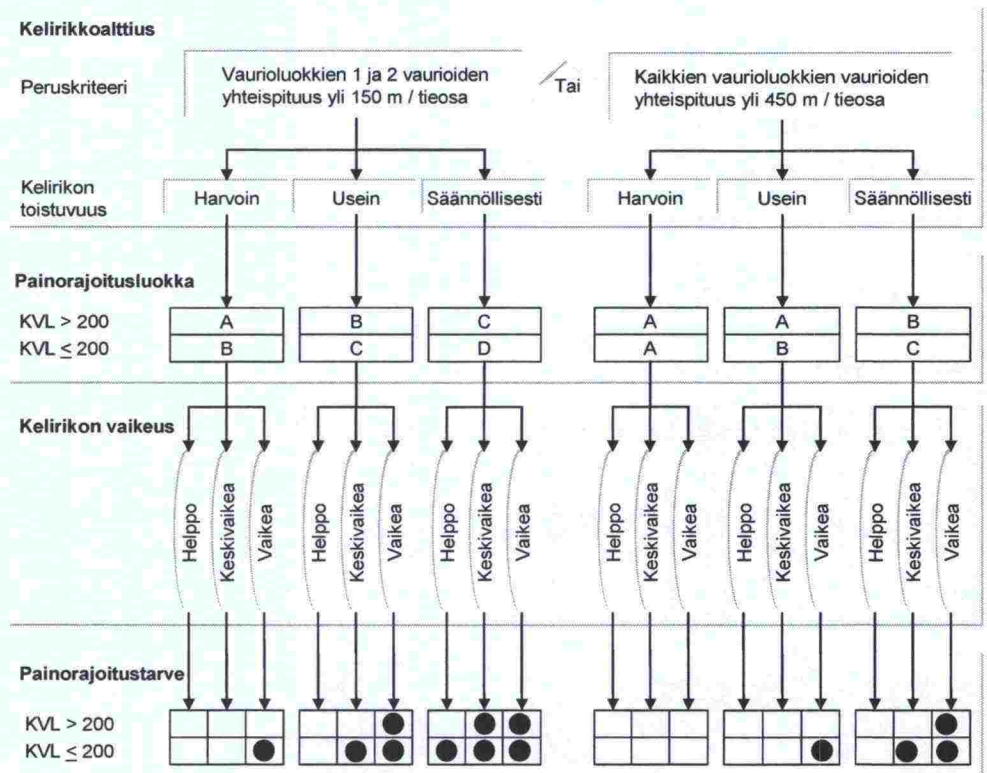 Kelirikkoalttius
Peruskriteeri
Vaurioluokkien 1 ja 2 vaurioiden
yhteispituus yli 150 m / tieosa
Tai
Kaikkien vaurioluokkien vaurioiden
yhteispituus yli 450 m / tieosa
Kelirikon
toistuvuus
Harvoin Usein Säännöllisesti Harvoin Usein Säännöllisesti
Painorajoitusluokka
KVL > 200 A B C A A B
KVL ≤ 200 B C D A B C
Kelirikon vaikeus
Helppo Keskivaikea Vaikea Helppo Keskivaikea Vaikea Helppo Keskivaikea Vaikea Helppo Keskivaikea Vaikea Helppo Keskivaikea Vaikea Helppo Keskivaikea Vaikea
Painorajoitustarve
KVL > 200
KVL ≤ 200